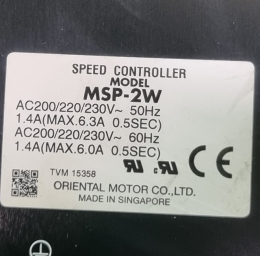 SPEED CONTROLLER
MODEL
MSP-2W
AC200/220/230V~ 50Hz
1.4A(MAX.6.3A 0.5SEC)
AC200/220/230V~ 60Hz
1.4A(MAX.6.0A 0.5SEC)
TVM 15358
ORIENTAL MOTOR CO.,LTD.
MADE IN SINGAPORE